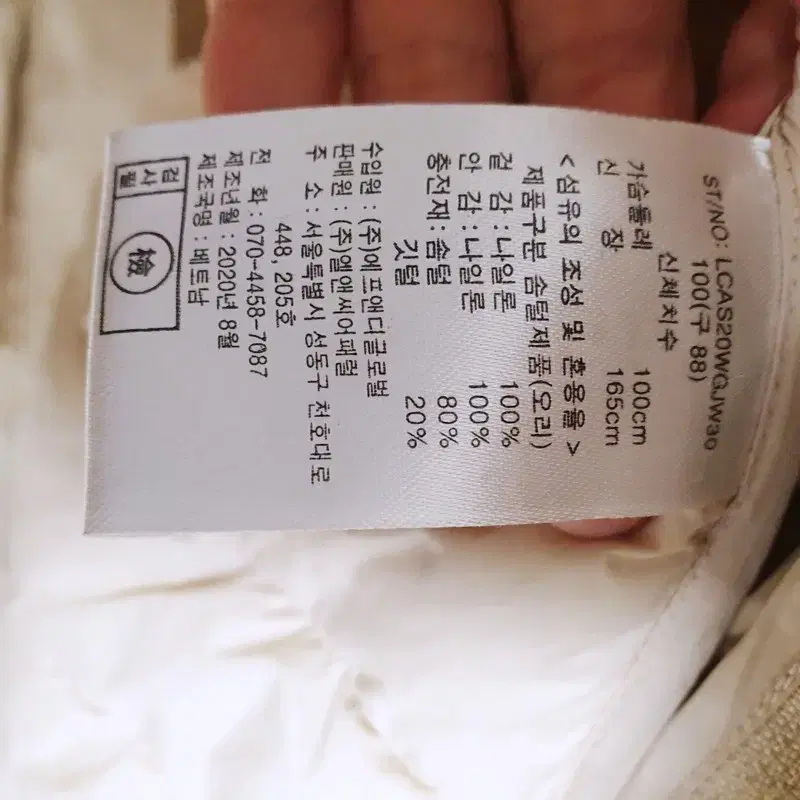 ST/NO: LCAS20WGJW30
100(구 88)
신체치수
가슴둘레 100cm
신 장 165cm
<섬유의 조성 및 혼용율>
제품구분 솜털제품(오리)
겉 감 : 나일론 100%
안 감 : 나일론 100%
충전재: 솜털 80%
깃털 20%
수입원 : (주)에프앤디글로벌
판매원 : (주)엘앤씨어패럴
주 소 : 서울특별시 성동구 천호대로
448, 205호
전 화 : 070-4458-7087
제조년월 : 2020년 8월
제조국명 : 베트남
검사필
檢